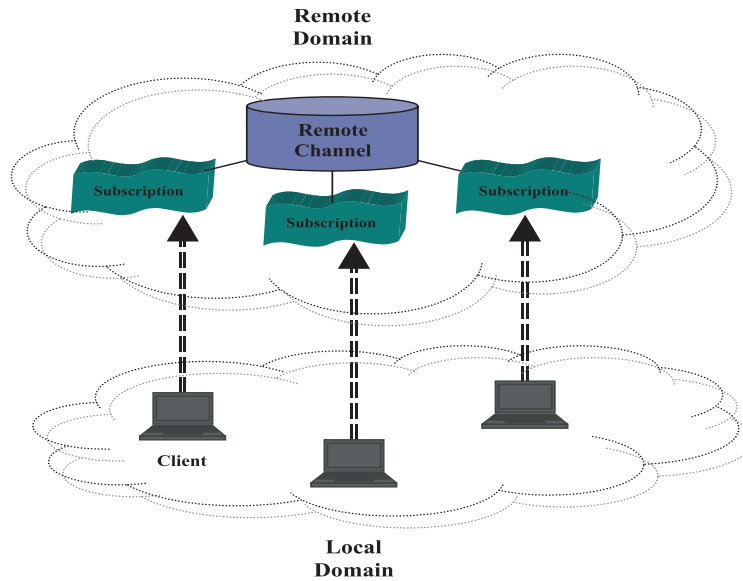 Remote
Domain
Remote
Channel
Subscription
Subscription
Subscription
Client
Local
Domain